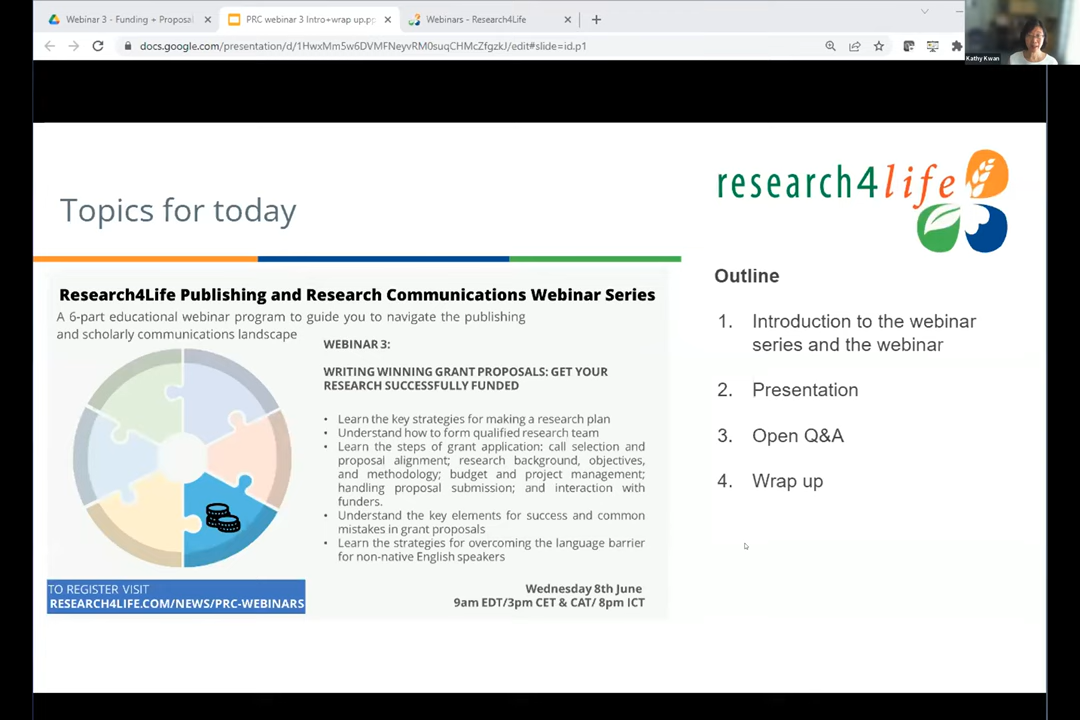 Webinar 3 - Funding + Proposal
PRC webinar 3 Intro+wrap up.pp
Webinars - Research4Life
docs.google.com/presentation/d/1HwxMm5w6DVMFNeyvRM0suqCHMcZfgzkJ/edit#slide=id.p1
Kathy Kwan
research4life
Topics for today
Research4Life Publishing and Research Communications Webinar Series
A 6-part educational webinar program to guide you to navigate the publishing
and scholarly communications landscape
WEBINAR 3:
WRITING WINNING GRANT PROPOSALS: GET YOUR
RESEARCH SUCCESSFULLY FUNDED
• Learn the key strategies for making a research plan
• Understand how to form qualified research team
• Learn the steps of grant application: call selection and
proposal alignment; research background, objectives,
and methodology; budget and project management;
handling proposal submission; and interaction with
funders.
• Understand the key elements for success and common
mistakes in grant proposals
• Learn the strategies for overcoming the language barrier
for non-native English speakers
TO REGISTER VISIT
RESEARCH4LIFE.COM/NEWS/PRC-WEBINARS
Wednesday 8th June
9am EDT/3pm CET & CAT/ 8pm ICT
Outline
1. Introduction to the webinar
series and the webinar
2. Presentation
3. Open Q&A
4. Wrap up